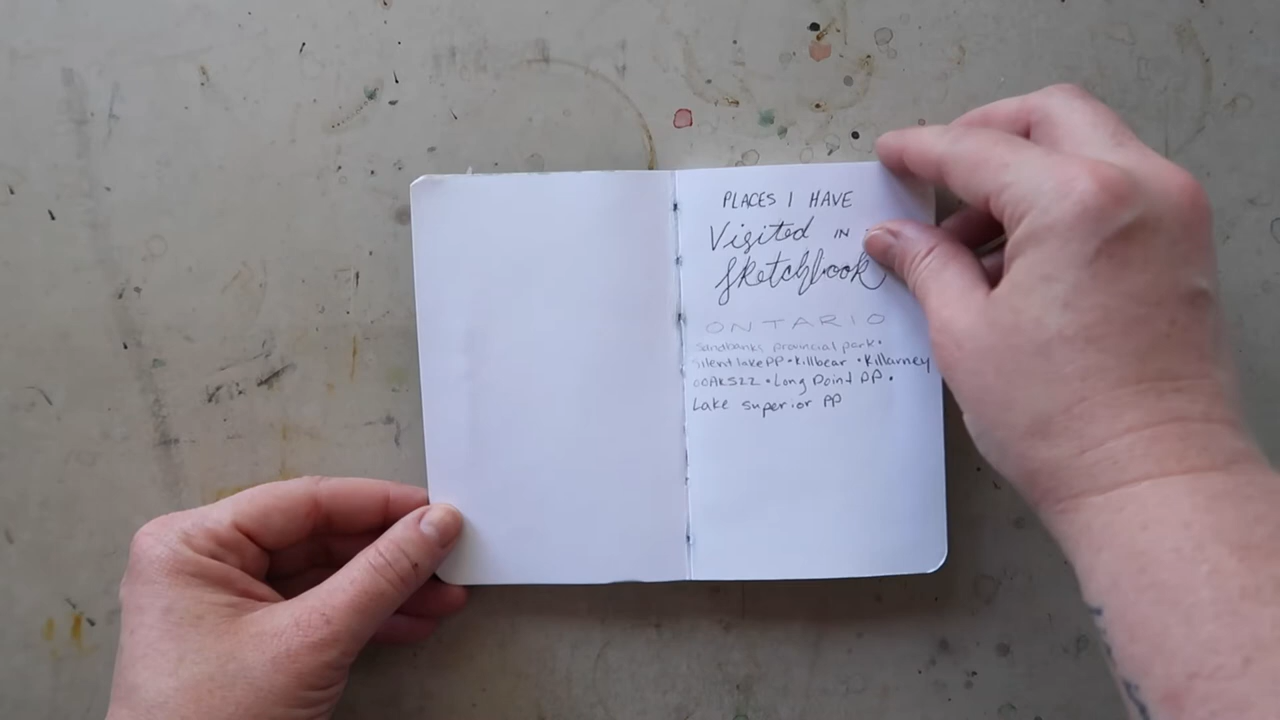 PLACES I HAVE
Visited IN
Sketchbook
ONTARIO
Sandbanks provincial park •
Silent lake PP • Killbear • Killarney
OOAKS22 • Long Point PP •
Lake superior PP